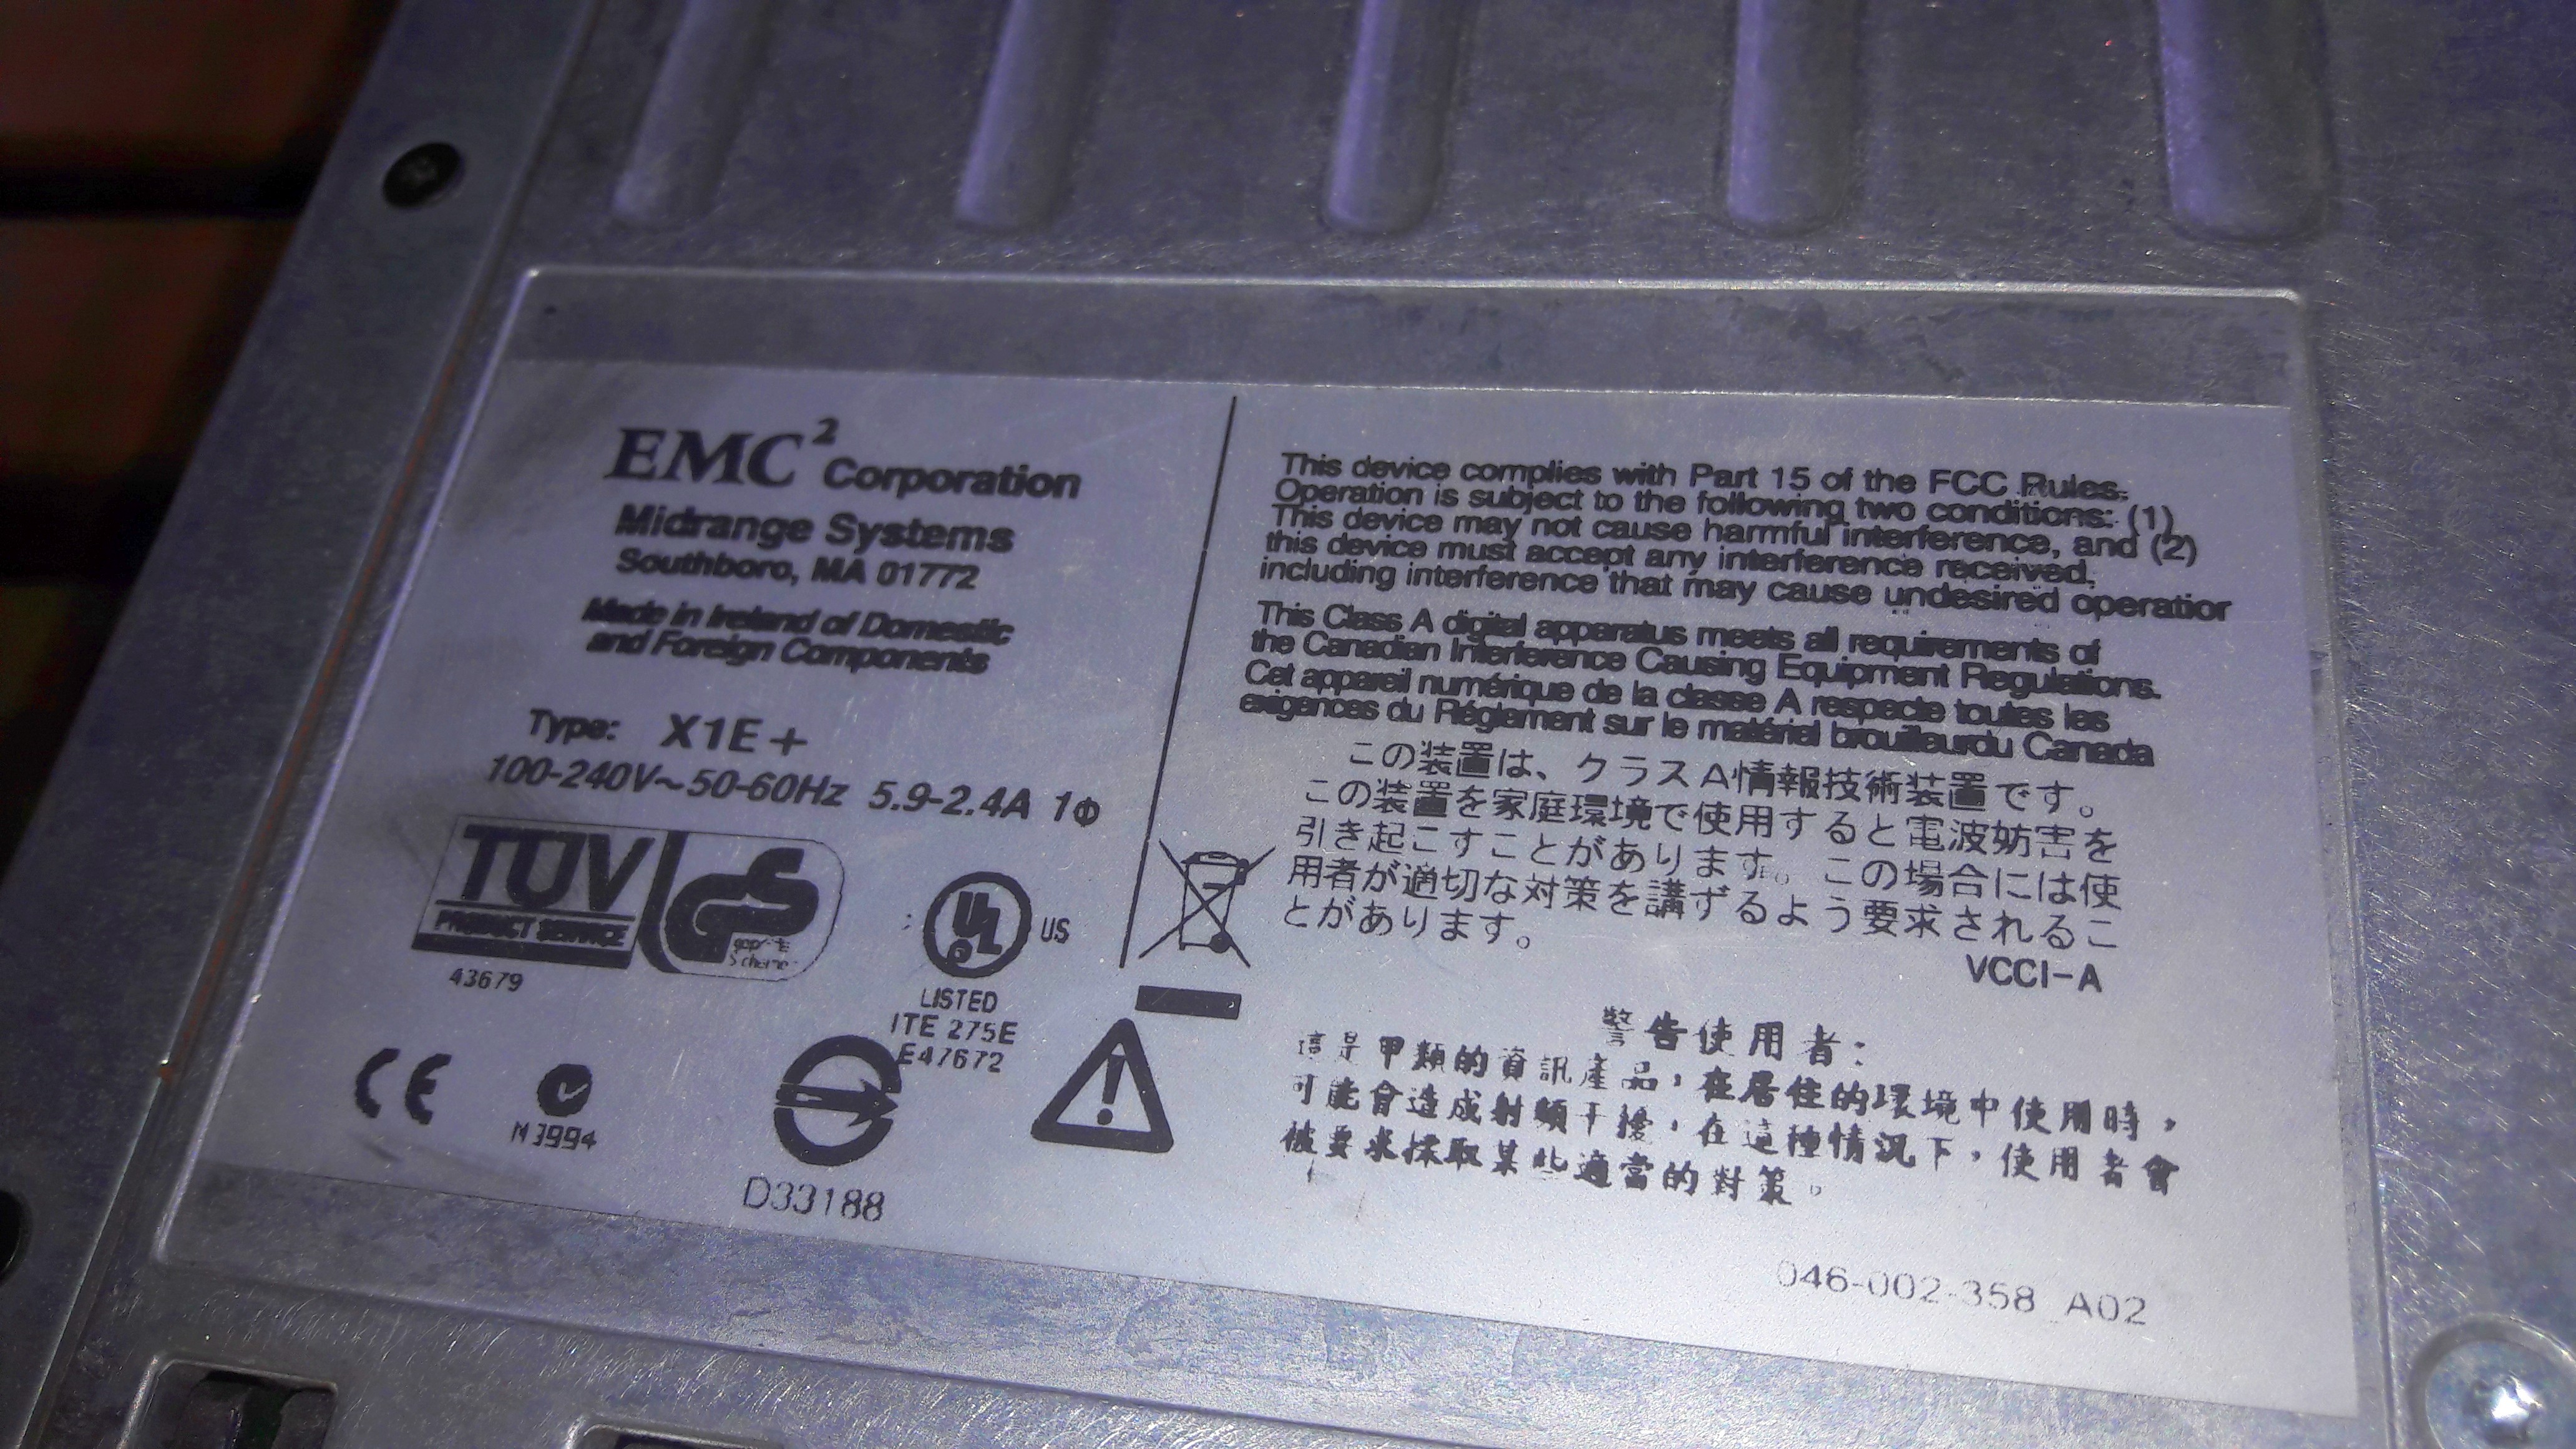 EMC² Corporation
Midrange Systems
Southboro, MA 01772
Made in Ireland of Domestic
and Foreign Components
Type: X1E+
100-240V~50-60Hz 5.9-2.4A 1Φ
TÜV
PRODUCT SERVICE
GS
43679
UL US
LISTED
ITE 275E
E47672
CE
N3994
D33188
This device complies with Part 15 of the FCC Rules.
Operation is subject to the following two conditions: (1)
This device may not cause harmful interference, and (2)
this device must accept any interference received,
including interference that may cause undesired operation
This Class A digital apparatus meets all requirements of
the Canadian Interference Causing Equipment Regulations.
Cet appareil numérique de la classe A respecte toutes les
exigences du Réglement sur le matériel brouilleurdu Canada
この装置は、クラスA情報技術装置です。
この装置を家庭環境で使用すると電波妨害を
引き起こすことがあります。この場合には使
用者が適切な対策を講ずるよう要求されるこ
とがあります。
VCCI-A
警告使用者:
這是甲類的資訊產品，在居住的環境中使用時，
可能會造成射頻干擾，在這種情況下，使用者會
被要求採取某些適當的對策。
046-002-358 A02